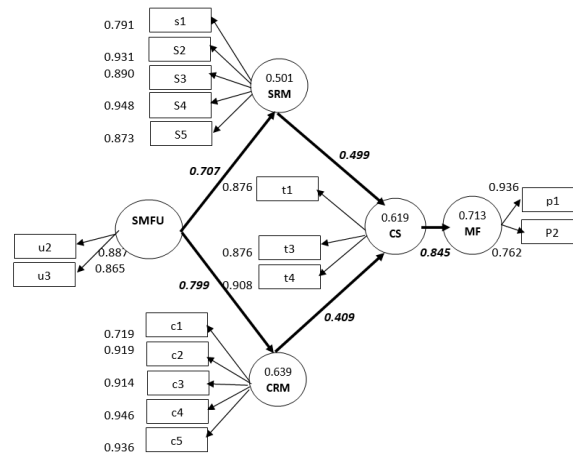 0.791 s1
0.931 S2
0.890 S3
0.948 S4
0.873 S5
0.501
SRM
0.707
0.499
0.876 t1
0.876 t3
0.908 t4
SMFU
u2 0.887
u3 0.865
0.799
0.619
CS
0.845
0.713
MF
0.936 p1
0.762 P2
0.409
0.719 c1
0.919 c2
0.914 c3
0.946 c4
0.936 c5
0.639
CRM